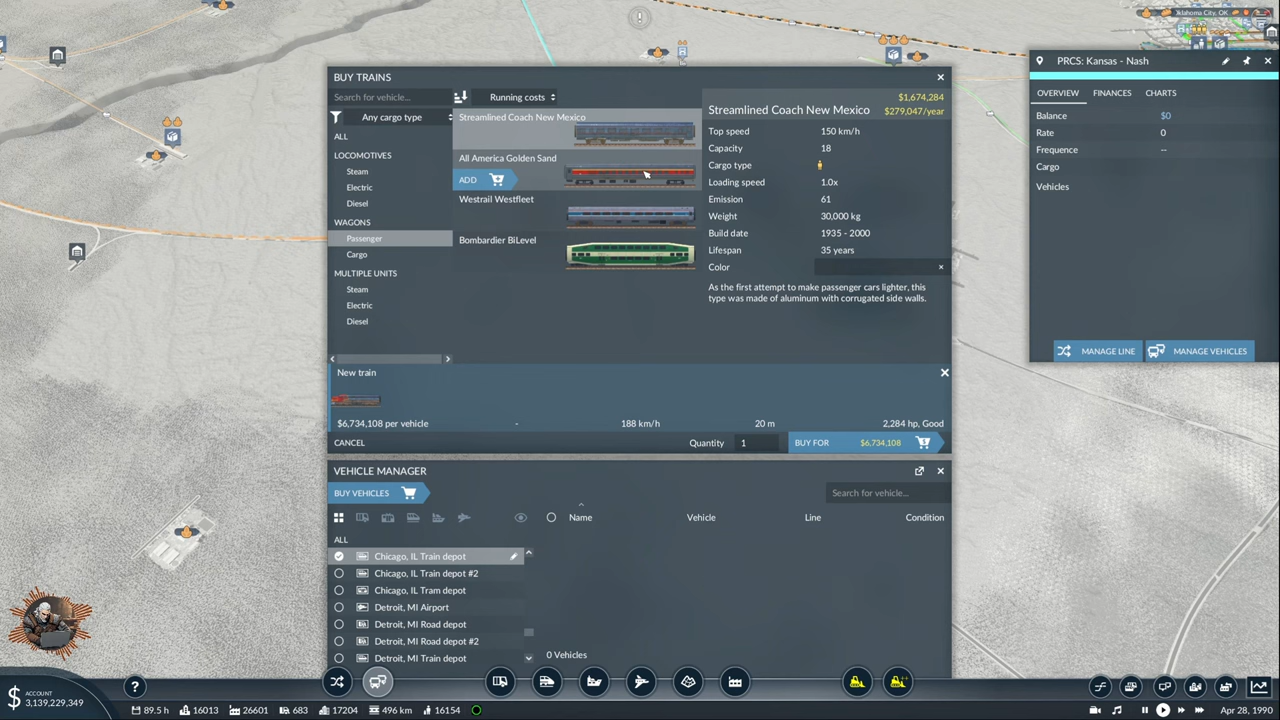 Oklahoma City, OK
BUY TRAINS
Search for vehicle...
Running costs
Any cargo type
ALL
LOCOMOTIVES
Steam
Electric
Diesel
WAGONS
Passenger
Cargo
MULTIPLE UNITS
Steam
Electric
Diesel
Streamlined Coach New Mexico
All America Golden Sand
ADD
Westrail Westfleet
Bombardier BiLevel
$1,674,284
Streamlined Coach New Mexico
$279,047/year
Top speed 150 km/h
Capacity 18
Cargo type
Loading speed 1.0x
Emission 61
Weight 30,000 kg
Build date 1935 - 2000
Lifespan 35 years
Color
As the first attempt to make passenger cars lighter, this
type was made of aluminum with corrugated side walls.
New train
$6,734,108 per vehicle - 188 km/h 20 m 2,284 hp, Good
CANCEL Quantity 1 BUY FOR $6,734,108
PRCS: Kansas - Nash
OVERVIEW FINANCES CHARTS
Balance $0
Rate 0
Frequency --
Cargo
Vehicles
MANAGE LINE MANAGE VEHICLES
VEHICLE MANAGER
BUY VEHICLES
Search for vehicle...
Name Vehicle Line Condition
ALL
Chicago, IL Train depot
Chicago, IL Train depot #2
Chicago, IL Tram depot
Detroit, MI Airport
Detroit, MI Road depot
Detroit, MI Road depot #2
Detroit, MI Train depot
0 Vehicles
$ ACCOUNT
3,139,229,349
?
89.5 h 16013 26601 683 17204 496 km 16154
Apr 28, 1990